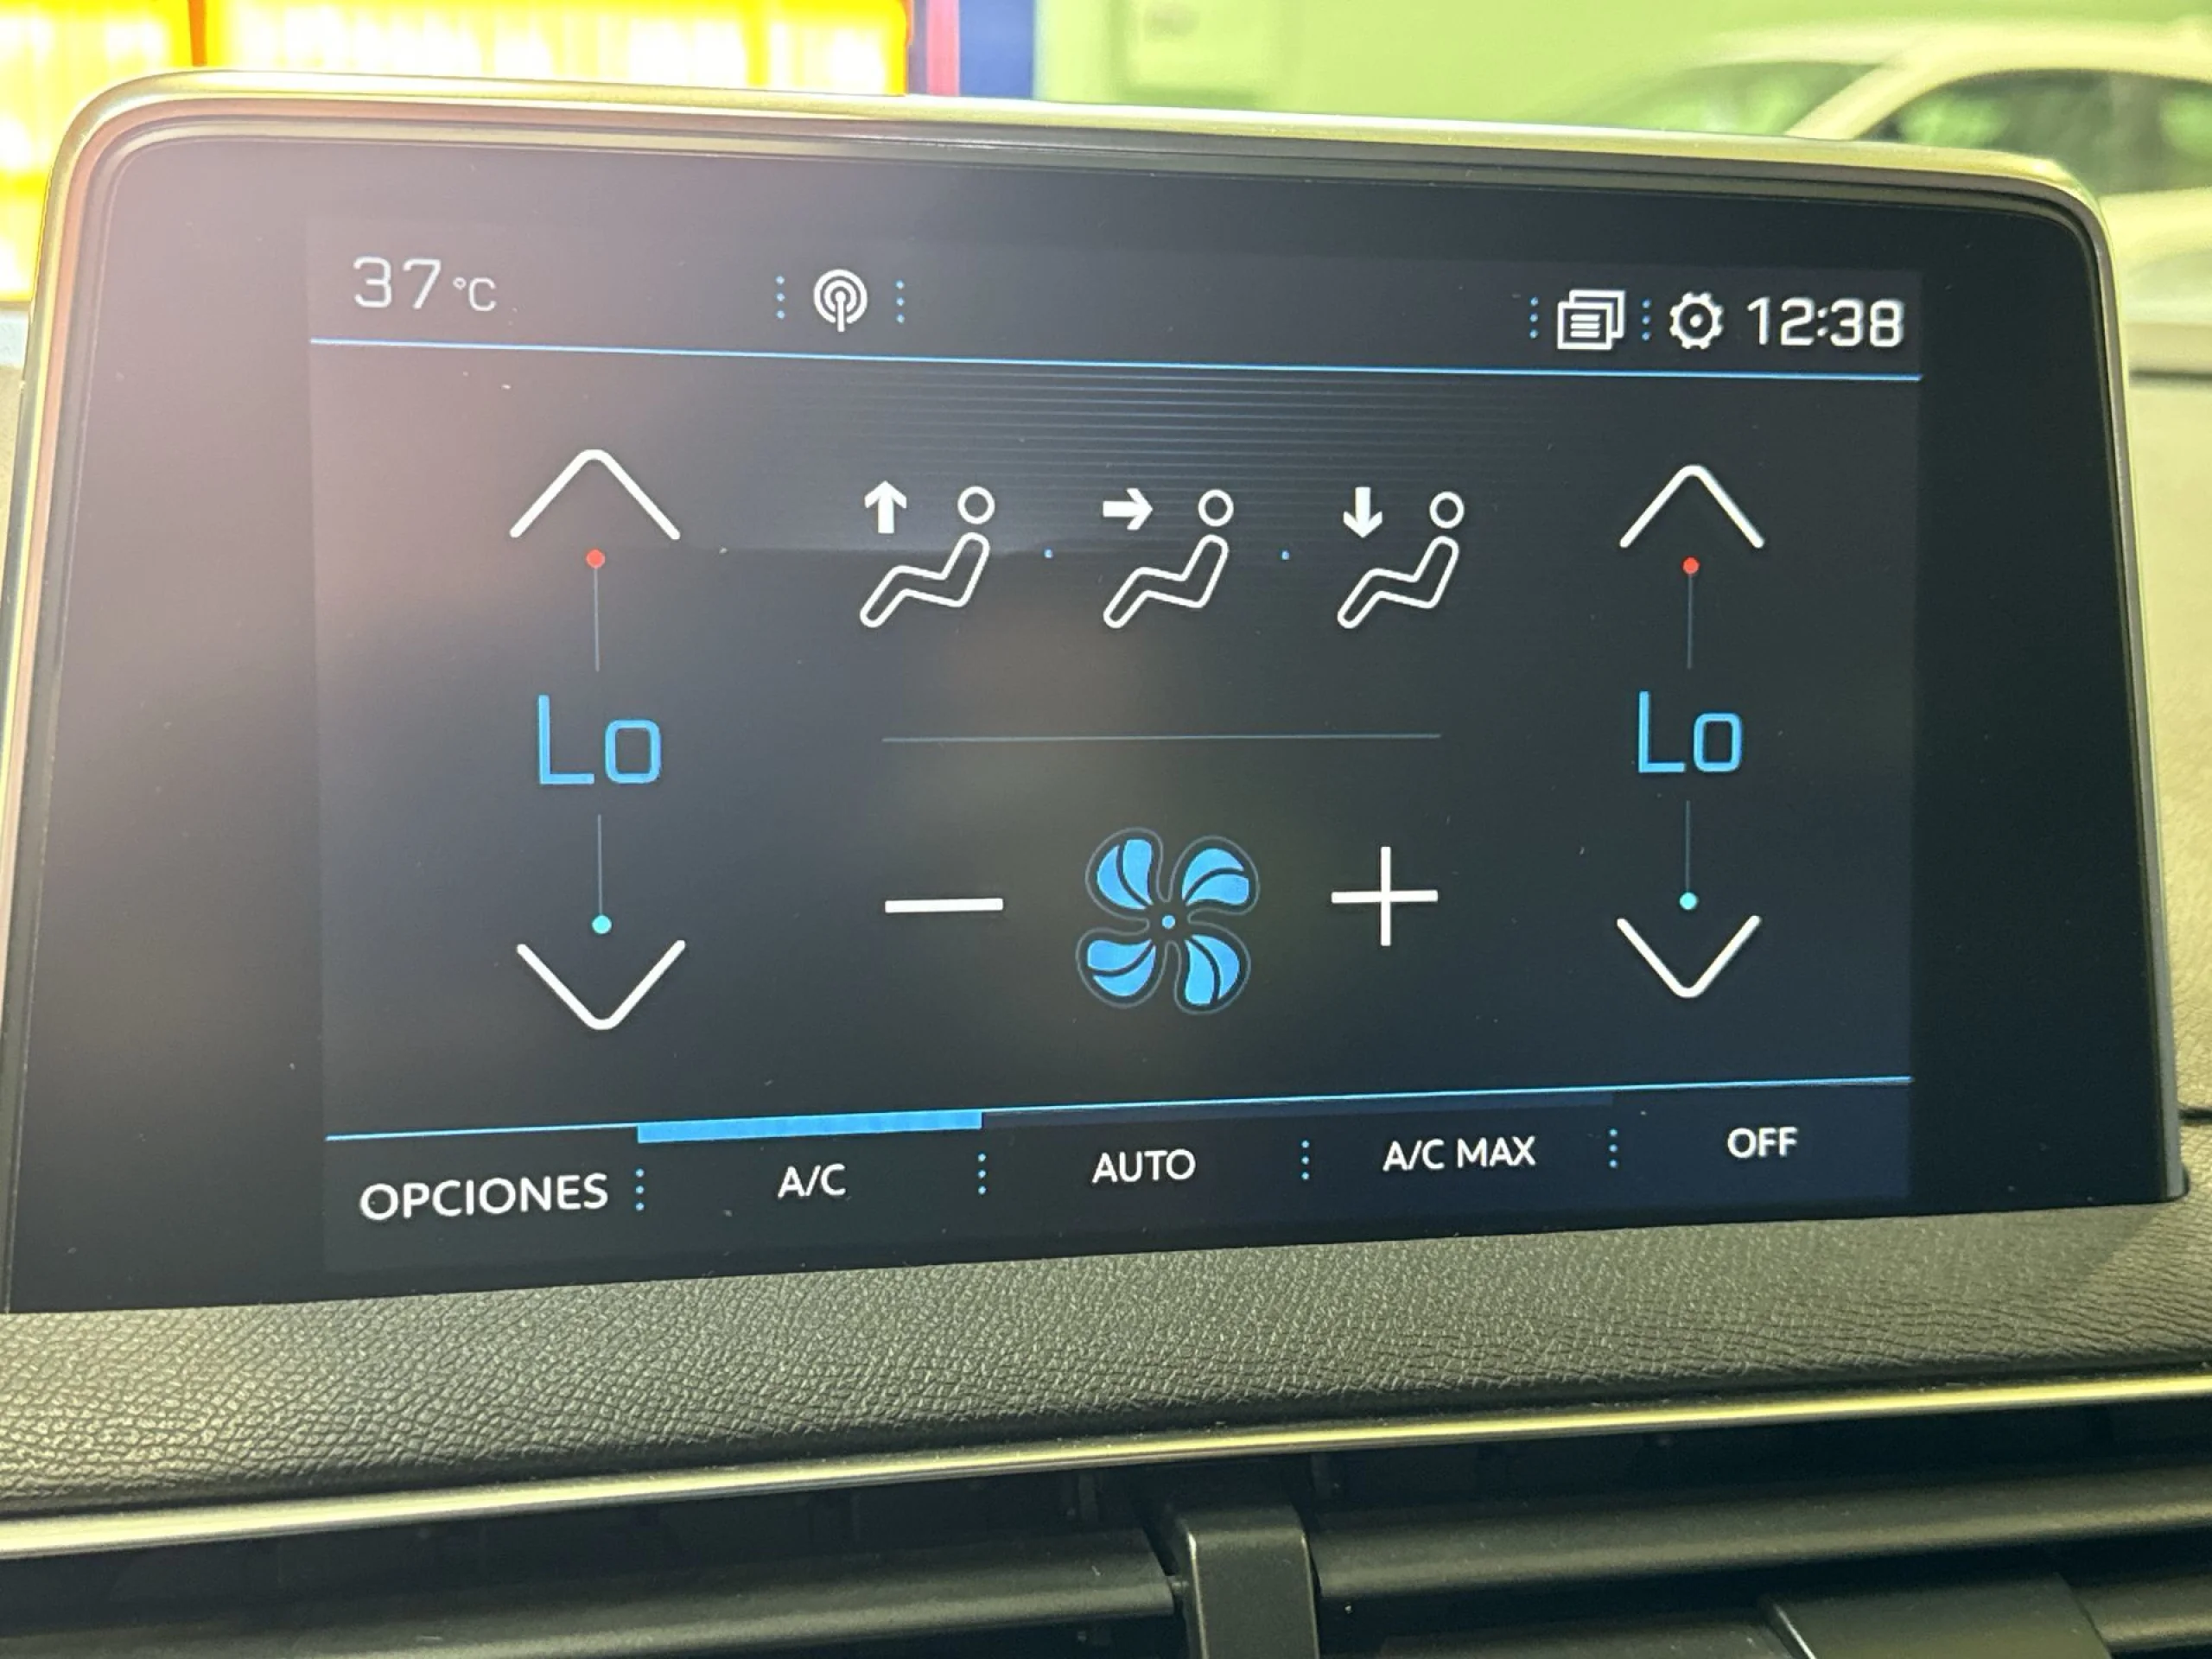 37 °C
12:38
Lo
Lo
OPCIONES
A/C
AUTO
A/C MAX
OFF